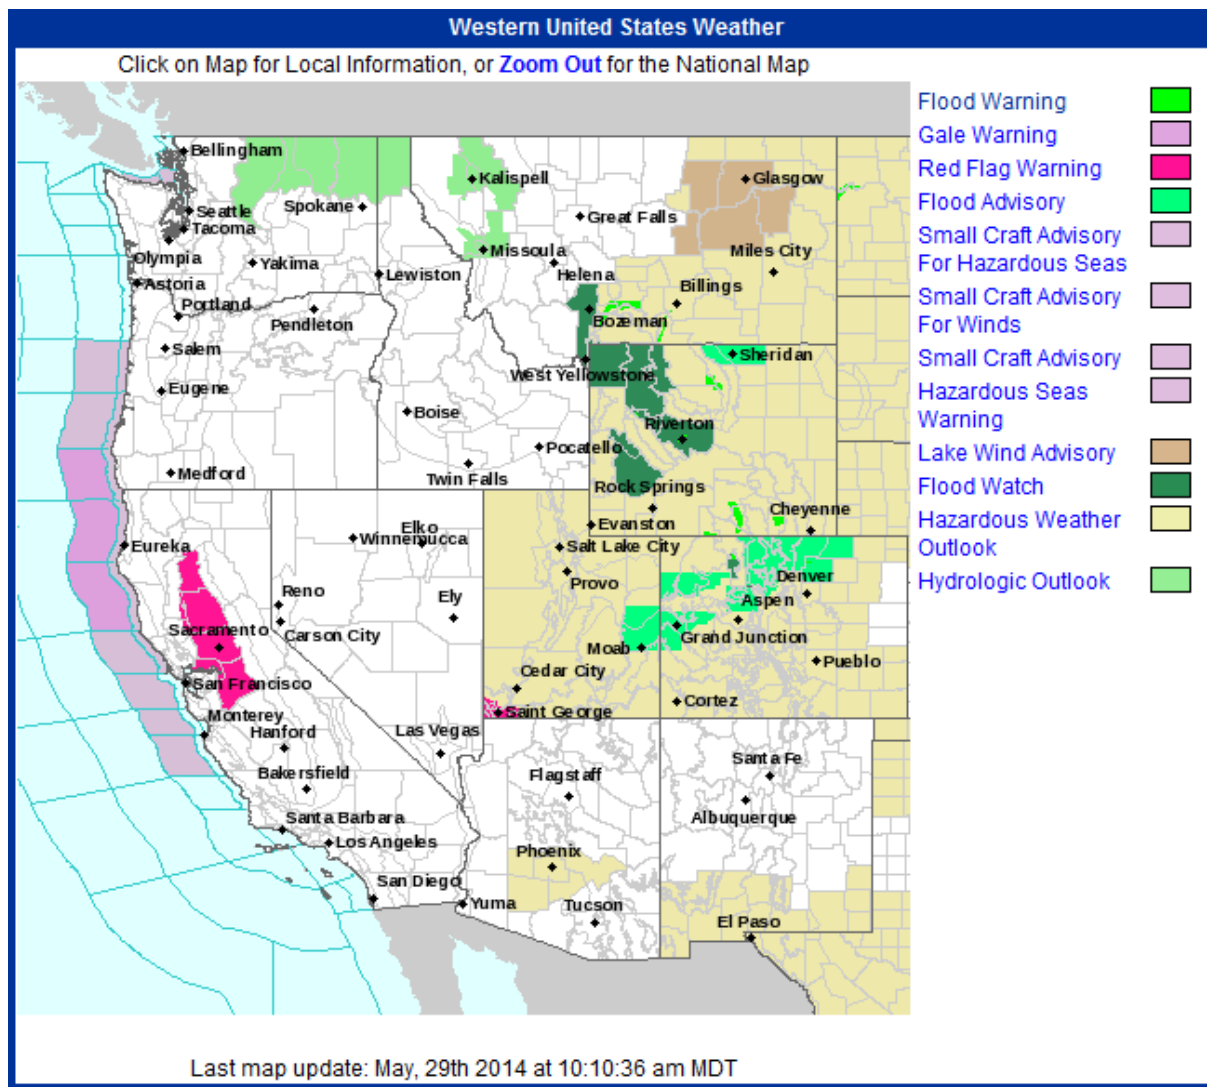 Western United States Weather
Click on Map for Local Information, or Zoom Out for the National Map
Flood Warning
Gale Warning
Red Flag Warning
Flood Advisory
Small Craft Advisory
For Hazardous Seas
Small Craft Advisory
For Winds
Small Craft Advisory
Hazardous Seas
Warning
Lake Wind Advisory
Flood Watch
Hazardous Weather
Outlook
Hydrologic Outlook
Bellingham
Kalispell
Glasgow
Seattle
Spokane
Great Falls
Tacoma
Olympia
Yakima
Missoula
Miles City
Astoria
Lewiston
Helena
Billings
Portland
Pendleton
Bozeman
Salem
Sheridan
Eugene
West Yellowstone
Boise
Riverton
Medford
Pocatello
Twin Falls
Rock Springs
Cheyenne
Eureka
Winnemucca
Elko
Evanston
Salt Lake City
Provo
Denver
Reno
Ely
Aspen
Sacramento
Carson City
Moab
Grand Junction
Cedar City
Pueblo
San Francisco
Saint George
Cortez
Monterey
Hanford
Las Vegas
Santa Fe
Bakersfield
Flagstaff
Albuquerque
Santa Barbara
Los Angeles
Phoenix
San Diego
Yuma
Tucson
El Paso
Last map update: May, 29th 2014 at 10:10:36 am MDT